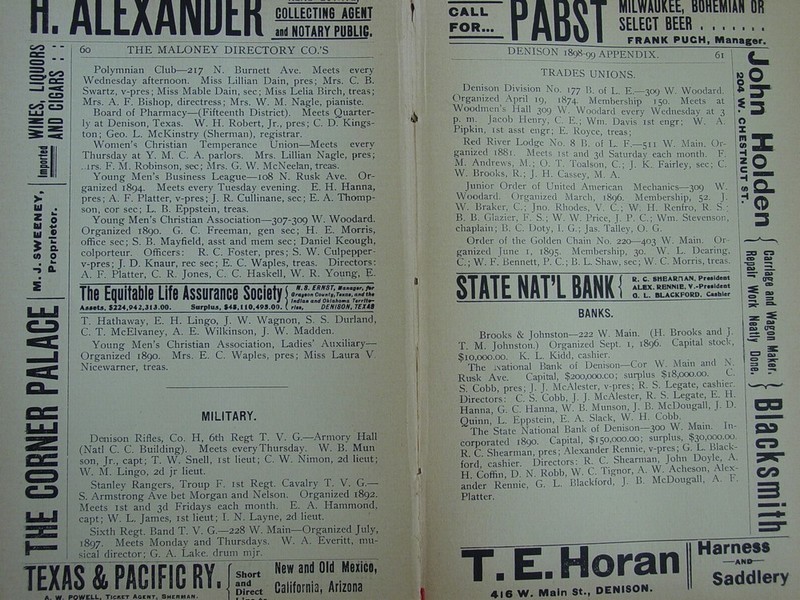 H. ALEXANDER
COLLECTING AGENT
and NOTARY PUBLIC.
60 THE MALONEY DIRECTORY CO.'S
Imported WINES, LIQUORS
AND CIGARS : :
M. J. SWEENEY,
Proprietor.
THE CORNER PALACE
Polymnian Club—217 N. Burnett Ave. Meets every
Wednesday afternoon. Miss Lillian Dain, pres; Mrs. C. B.
Swartz, v-pres; Miss Mable Dain, sec; Miss Lelia Birch, treas;
Mrs. A. F. Bishop, directress; Mrs. W. M. Nagle, pianiste.
Board of Pharmacy—(Fifteenth District). Meets Quarter-
ly at Denison, Texas. W. H. Robert, Jr., pres; C. D. Kings-
ton; Geo. L. McKinstry (Sherman), registrar.
Women's Christian Temperance Union—Meets every
Thursday at Y. M. C. A. parlors. Mrs. Lillian Nagle, pres;
F. M. Robinson, sec; Mrs. G. W. McNeelan, treas.
Young Men's Business League—108 N. Rusk Ave. Or-
ganized 1894. Meets every Tuesday evening. E. H. Hanna,
pres; A. F. Platter, v-pres; J. R. Cullinane, sec; E. A. Thomp-
son, cor sec; L. B. Eppstein, treas.
Young Men's Christian Association—307-309 W. Woodard.
Organized 1890. G. C. Freeman, gen sec; H. E. Morris,
office sec; S. B. Mayfield, asst and mem sec; Daniel Keough,
colporteur. Officers: R. C. Foster, pres; S. W. Culpepper-
v-pres; J. D. Knaur, rec sec; E. C. Waples, treas. Directors:
A. F. Platter, C. R. Jones, C. C. Haskell, W. R. Young, E.
The Equitable Life Assurance Society
Assets, $224,942,313.00. Surplus, $48,110,493.00.
R. B. ERNST, Manager, for
Grayson County, Texas, and the
Indian and Oklahoma Territo-
ries, DENISON, TEXAS
T. Hathaway, E. H. Lingo, J. W. Wagnon, S. S. Durland,
C. T. McElvaney, A. E. Wilkinson, J. W. Madden.
Young Men's Christian Association, Ladies' Auxiliary—
Organized 1890. Mrs. E. C. Waples, pres; Miss Laura V.
Nicewarner, treas.
MILITARY.
Denison Rifles, Co. H, 6th Regt T. V. G.—Armory Hall
(Natl C. C. Building). Meets every Thursday. W. B. Mun
son, Jr., capt; T. W. Snell, 1st lieut; C. W. Nimon, 2d lieut;
W. M. Lingo, 2d jr lieut.
Stanley Rangers, Troup F. 1st Regt. Cavalry T. V. G.—
S. Armstrong Ave bet Morgan and Nelson. Organized 1892.
Meets 1st and 3d Fridays each month. E. A. Hammond,
capt; W. L. James, 1st lieut; I. N. Layne, 2d lieut.
Sixth Regt. Band T. V. G.—228 W. Main—Organized July,
1897. Meets Monday and Thursdays. W. A. Everitt, mu-
sical director; G. A. Lake. drum mjr.
TEXAS & PACIFIC RY.
A. W. POWELL, TICKET AGENT, SHERMAN.
Short
and
Direct
New and Old Mexico,
California, Arizona
CALL
FOR...
PABST
MILWAUKEE, BOHEMIAN OR
SELECT BEER . . . . . . .
FRANK PUCH, Manager.
DENISON 1898-99 APPENDIX. 61
TRADES UNIONS.
Denison Division No. 177 B. of L. E.—309 W. Woodard.
Organized April 19, 1874. Membership 150. Meets at
Woodmen's Hall 309 W. Woodard every Wednesday at 3
p. m. Jacob Henry, C. E.; Wm. Davis 1st engr; W. A.
Pipkin, 1st asst engr; E. Royce, treas;
Red River Lodge No. 8 B. of L. F.—511 W. Main. Or-
ganized 1881. Meets 1st and 3d Saturday each month. F.
M. Andrews, M.; O. T. Toalson, C.; J. K. Fairley, sec; C.
W. Brooks, R.; J. H. Cassey, M. A.
Junior Order of United American Mechanics—309 W.
Woodard. Organized March, 1896. Membership, 52. J.
W. Braker, C.; Jno. Rhodes, V. C.; W. H. Renfro, R. S.;
B. B. Glazier, F. S.; W. W. Price, J. P. C.; Wm. Stevenson,
chaplain; B. C. Doty, I. G.; Jas. Talley, O. G.
Order of the Golden Chain No. 220—403 W. Main. Or-
ganized June 1, 1895. Membership, 30. W. L. Dearing,
C.; W. F. Bennett, P. C.; B. L. Shaw, sec; W. C. Morris, treas.
STATE NAT'L BANK
R. C. SHEARMAN, President
ALEX. RENNIE, V.-President
G. L. BLACKFORD, Cashier
BANKS.
Brooks & Johnston—222 W. Main. (H. Brooks and J.
T. M. Johnston.) Organized Sept. 1, 1896. Capital stock,
$10,000.00. K. L. Kidd, cashier.
The National Bank of Denison—Cor W. Main and N.
Rusk Ave. Capital, $200,000.00; surplus $18,000.00. C.
S. Cobb, pres; J. J. McAlester, v-pres; R. S. Legate, cashier.
Directors: C. S. Cobb, J. J. McAlester, R. S. Legate, E. H.
Hanna, G. C. Hanna, W. B. Munson, J. B. McDougall, J. D.
Quinn, L. Eppstein, E. A. Slack, W. H. Cobb.
The State National Bank of Denison—300 W. Main. In-
corporated 1890. Capital, $150,000.00; surplus, $30,000.00.
R. C. Shearman, pres; Alexander Rennie, v-pres; G. L. Black-
ford, cashier. Directors: R. C. Shearman, John Doyle, A.
H. Coffin, D. N. Robb, W. C. Tignor, A. W. Acheson, Alex-
ander Rennie, G. L. Blackford, J. B. McDougall, A. F.
Platter.
John Holden
204 W. CHESTNUT ST.
Carriage and Wagon Maker.
Repair Work Neatly Done.
Blacksmith
T. E. Horan
416 W. Main St., DENISON.
Harness
—AND—
Saddlery